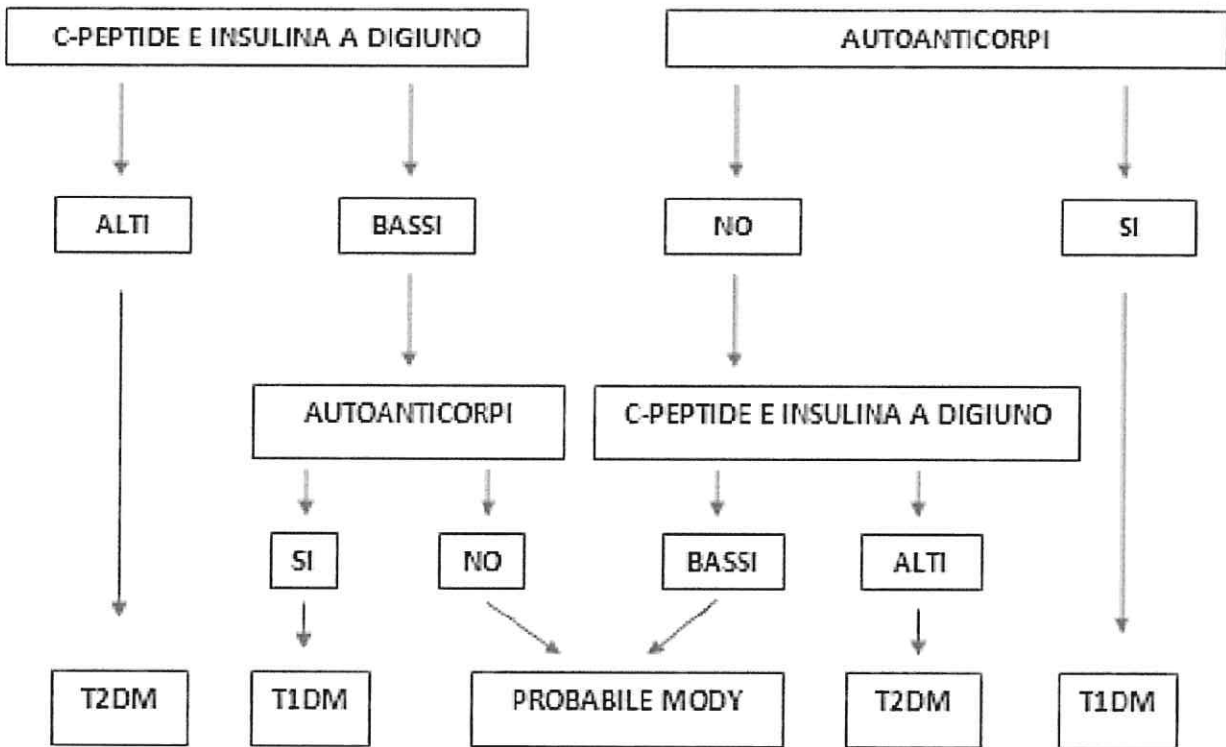 C-PEPTIDE E INSULINA A DIGIUNO
AUTOANTICORPI
ALTI
BASSI
NO
SI
AUTOANTICORPI
C-PEPTIDE E INSULINA A DIGIUNO
SI
NO
BASSI
ALTI
T2DM
T1DM
PROBABILE MODY
T2DM
T1DM